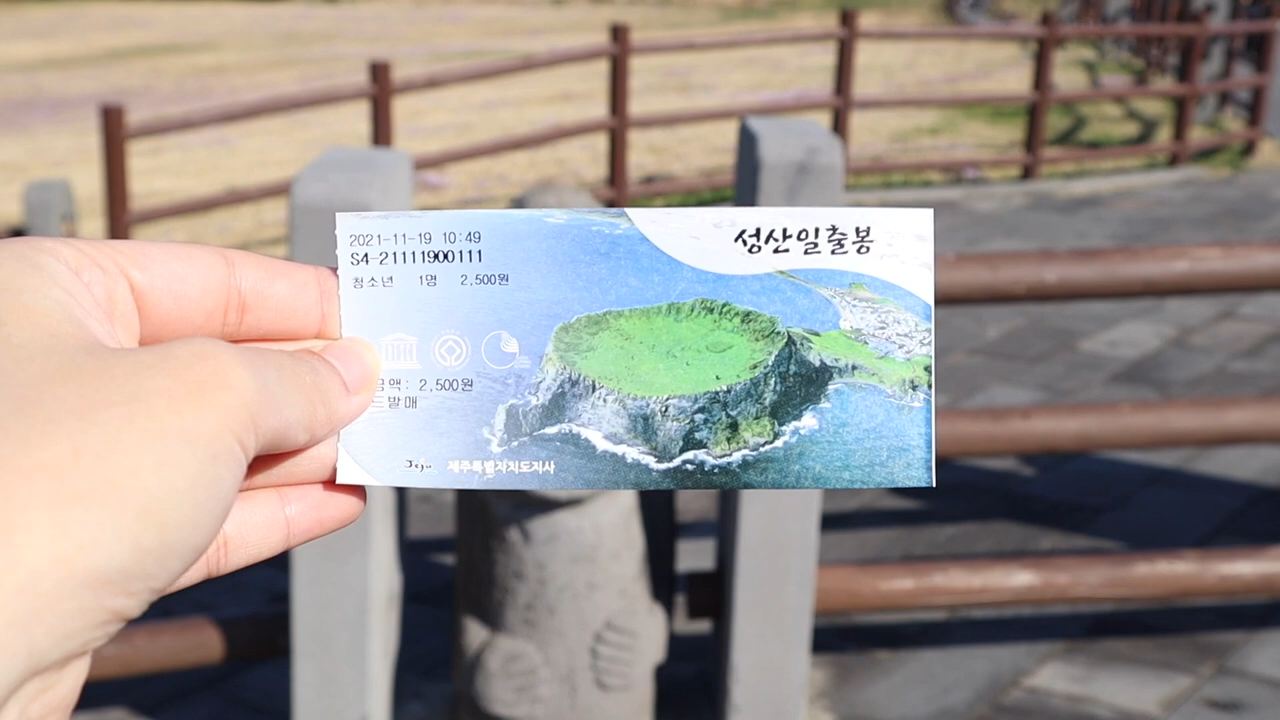 성산일출봉
2021-11-19 10:49
S4-21111900111
청소년 1명 2,500원
금액: 2,500원
드발매
Jeju 제주특별자치도지사